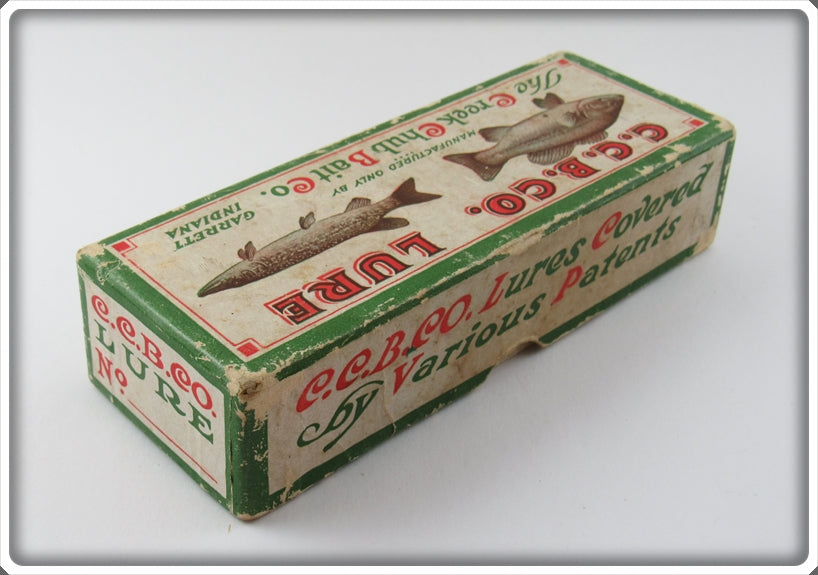 C.C.B.CO. LURE
MANUFACTURED ONLY BY
The Creek Chub Bait Co.
GARRETT
INDIANA
C.C.B.CO. Lures Covered
by Various Patents
C.C.B.CO.
LURE
No.